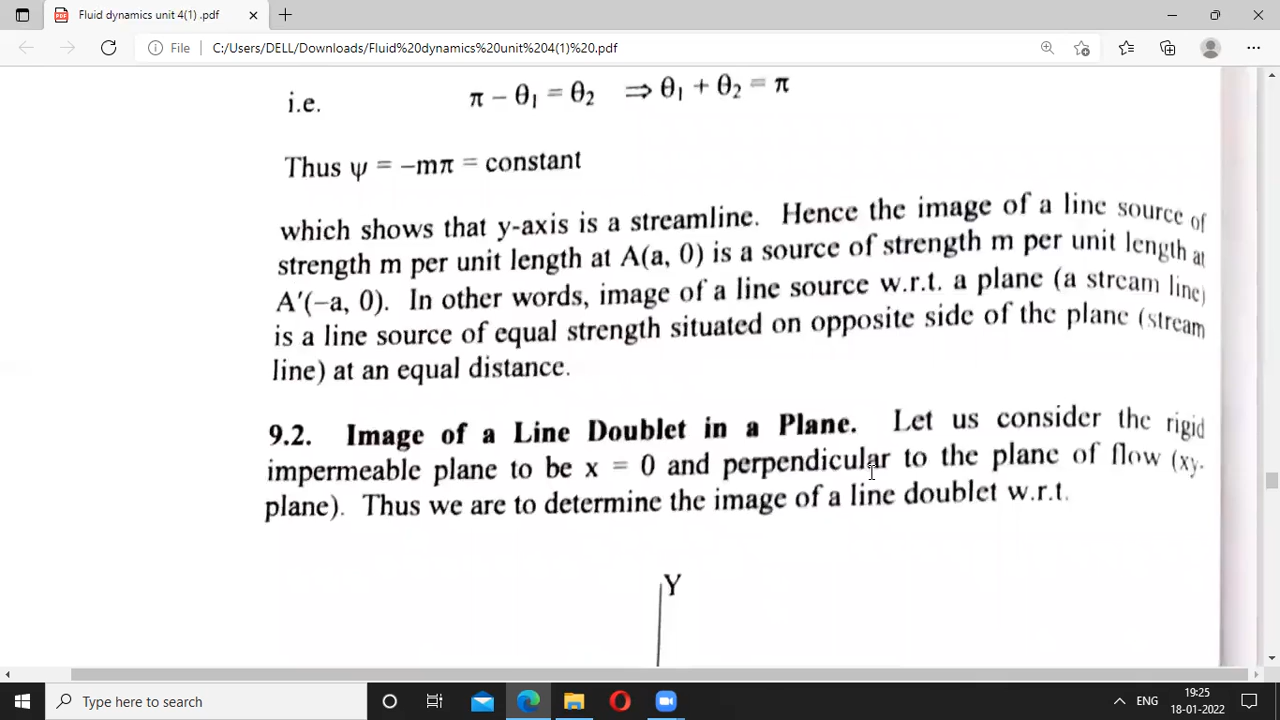 Fluid dynamics unit 4(1) .pdf
File C:/Users/DELL/Downloads/Fluid%20dynamics%20unit%204(1)%20.pdf
i.e. π − θ₁ = θ₂ ⇒ θ₁ + θ₂ = π
Thus ψ = −mπ = constant
which shows that y-axis is a streamline. Hence the image of a line source of
strength m per unit length at A(a, 0) is a source of strength m per unit length at
A′(−a, 0). In other words, image of a line source w.r.t. a plane (a stream line)
is a line source of equal strength situated on opposite side of the plane (stream
line) at an equal distance.
9.2. Image of a Line Doublet in a Plane. Let us consider the rigid
impermeable plane to be x = 0 and perpendicular to the plane of flow (xy-
plane). Thus we are to determine the image of a line doublet w.r.t.
Y
Type here to search
ENG
19:25
18-01-2022